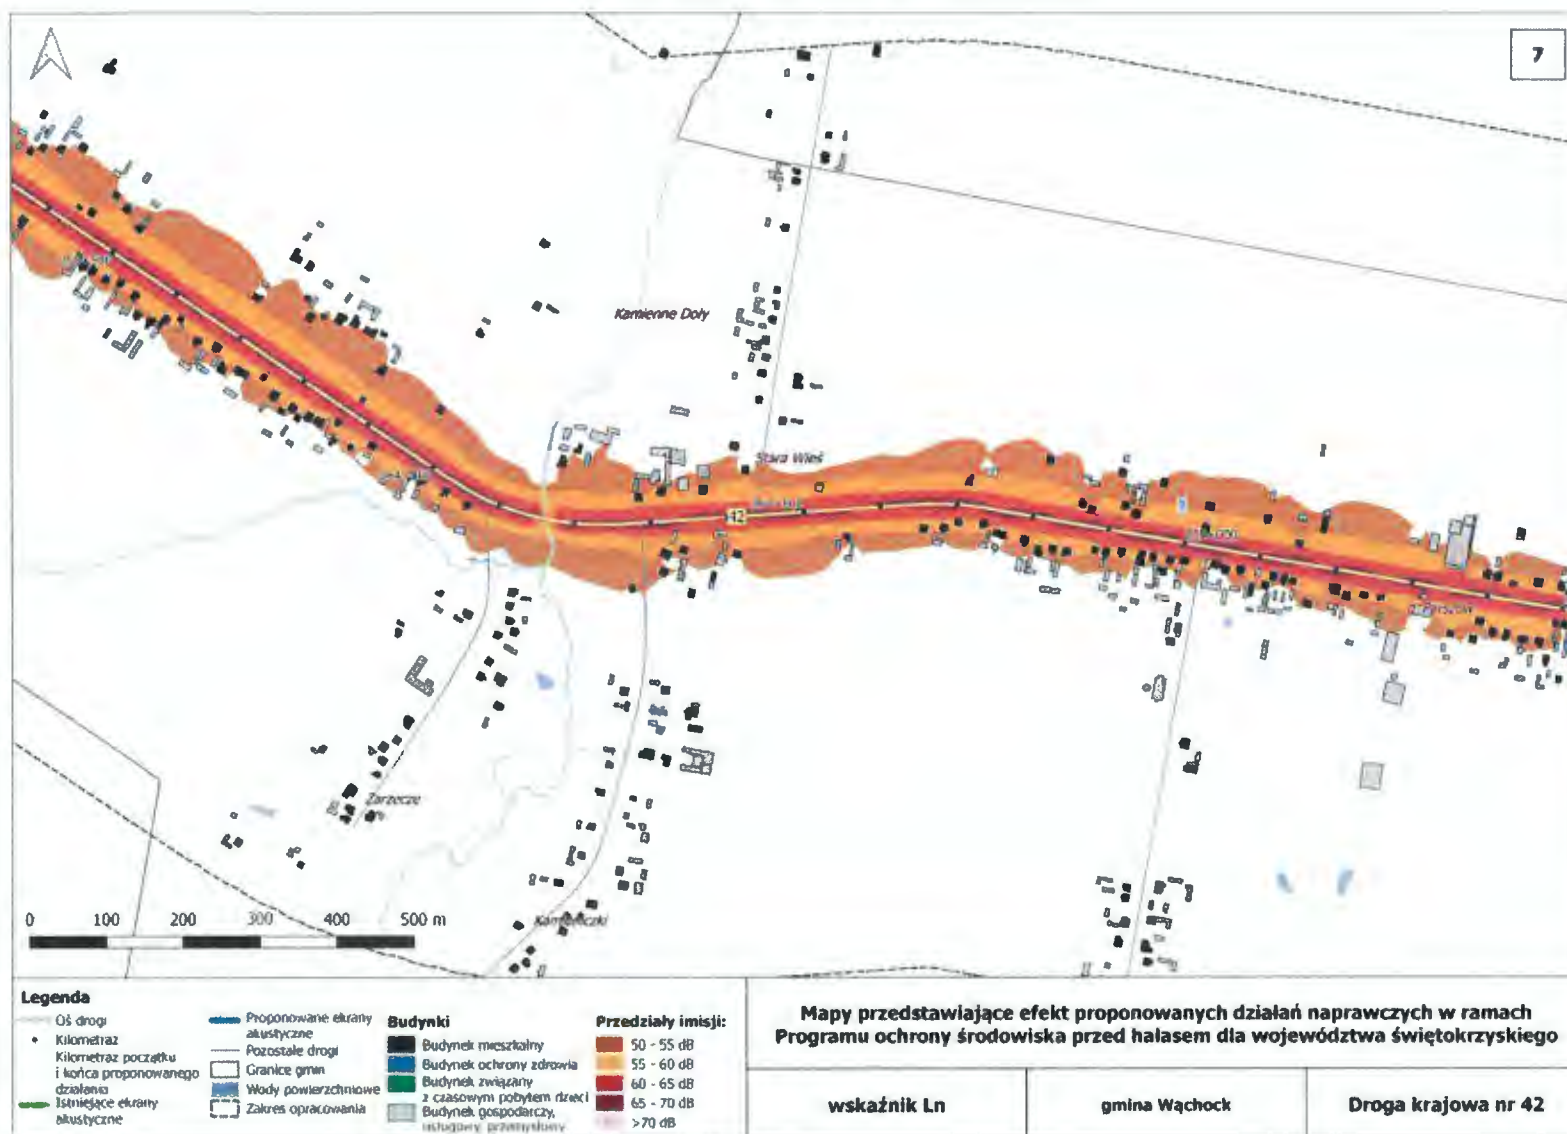 7
Kamienne Doły
Stara Wieś
42
Zarzecze
0 100 200 300 400 500 m
Legenda
Oś drogi
Kilometraż
Kilometraż początku
i końca proponowanego
działania
Istniejące ekrany
akustyczne
Proponowane ekrany
akustyczne
Pozostałe drogi
Granice gmin
Wody powierzchniowe
Zakres opracowania
Budynki
Budynek mieszkalny
Budynek ochrony zdrowia
Budynek związany
z czasowym pobytem dzieci
Budynek gospodarczy,
usługowy, przemysłowy
Przedziały imisji:
50 - 55 dB
55 - 60 dB
60 - 65 dB
65 - 70 dB
>70 dB
Mapy przedstawiające efekt proponowanych działań naprawczych w ramach
Programu ochrony środowiska przed hałasem dla województwa świętokrzyskiego
wskaźnik Ln
gmina Wąchock
Droga krajowa nr 42